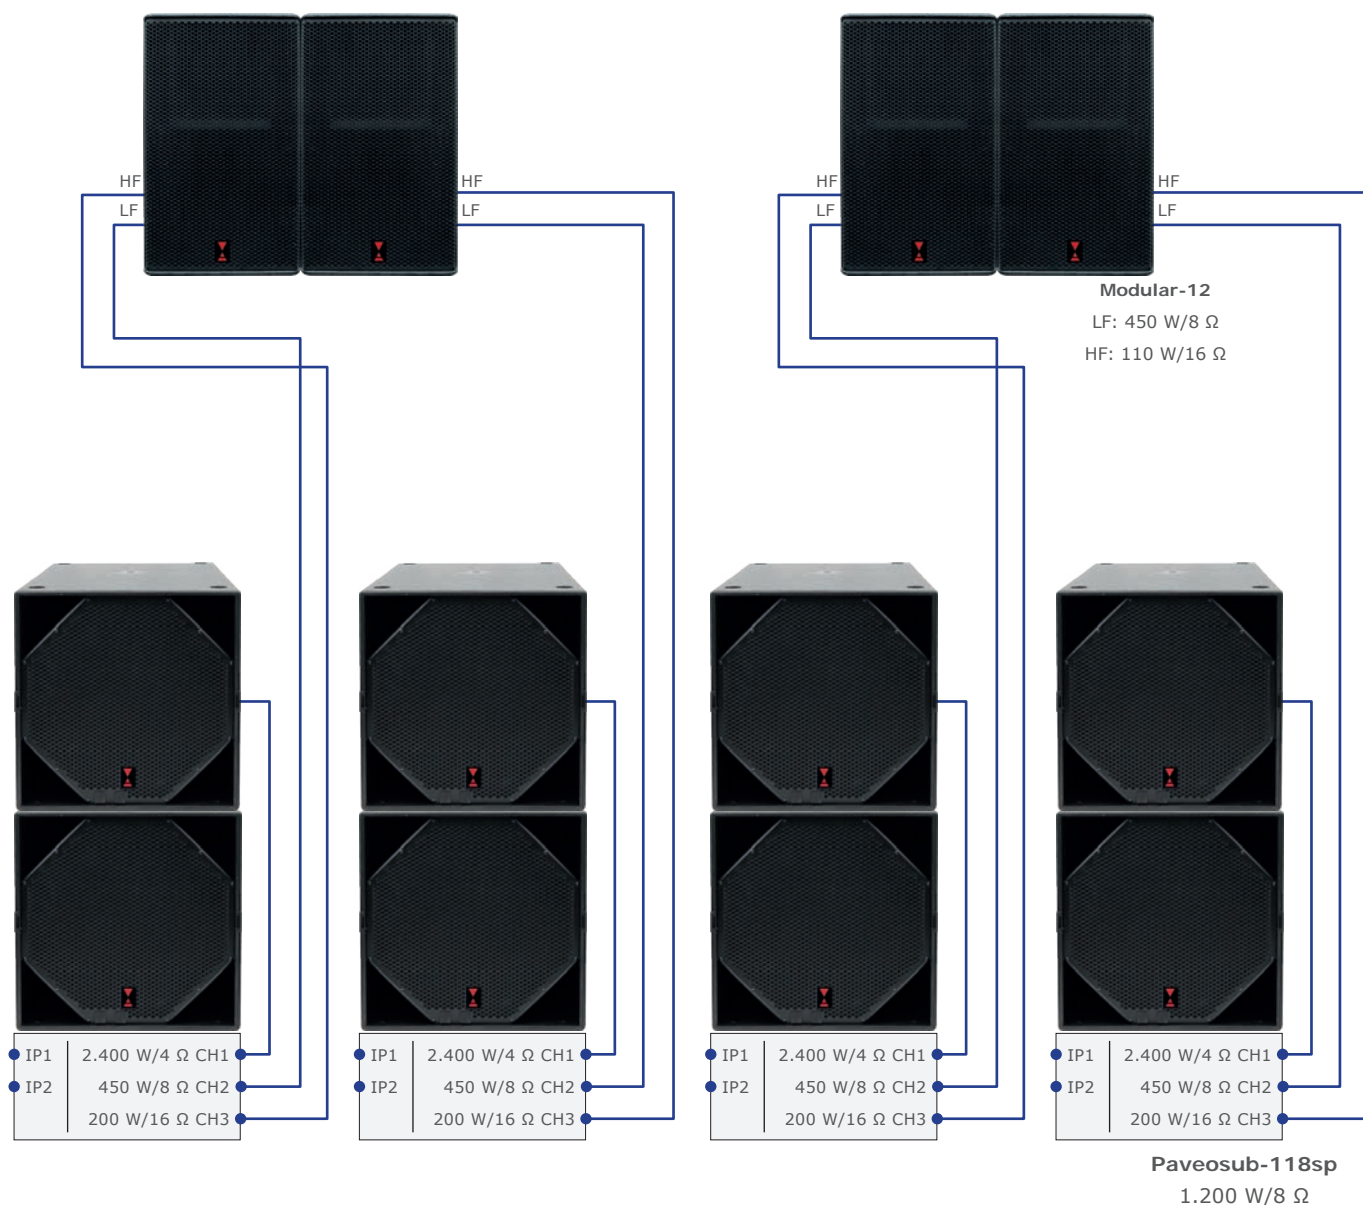 HF
LF
HF
LF
HF
LF
HF
LF
Modular-12
LF: 450 W/8 Ω
HF: 110 W/16 Ω
IP1 2.400 W/4 Ω CH1
IP2 450 W/8 Ω CH2
200 W/16 Ω CH3
IP1 2.400 W/4 Ω CH1
IP2 450 W/8 Ω CH2
200 W/16 Ω CH3
IP1 2.400 W/4 Ω CH1
IP2 450 W/8 Ω CH2
200 W/16 Ω CH3
IP1 2.400 W/4 Ω CH1
IP2 450 W/8 Ω CH2
200 W/16 Ω CH3
Paveosub-118sp
1.200 W/8 Ω